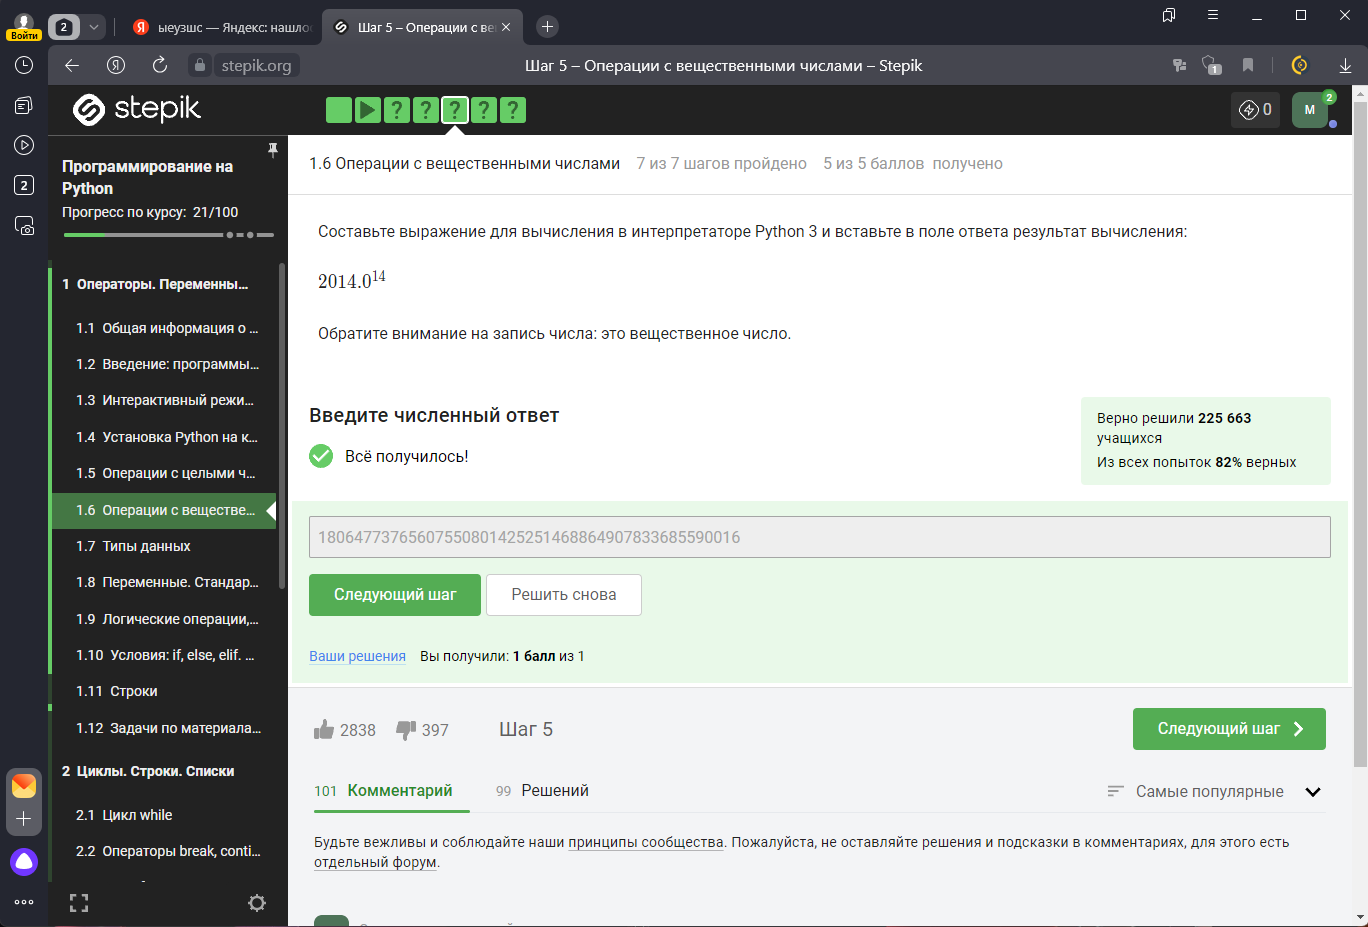 Войти
2
ыеузшс — Яндекс: нашлос
Шаг 5 – Операции с ве
stepik.org
Шаг 5 – Операции с вещественными числами – Stepik
1
2
stepik
? ? ? ? ?
0
M
2
Программирование на
Python
Прогресс по курсу: 21/100
1 Операторы. Переменны...
1.1 Общая информация о ...
1.2 Введение: программы...
1.3 Интерактивный режи...
1.4 Установка Python на к...
1.5 Операции с целыми ч...
1.6 Операции с веществе...
1.7 Типы данных
1.8 Переменные. Стандар...
1.9 Логические операции,...
1.10 Условия: if, else, elif. ...
1.11 Строки
1.12 Задачи по материала...
2 Циклы. Строки. Списки
2.1 Цикл while
2.2 Операторы break, conti...
1.6 Операции с вещественными числами 7 из 7 шагов пройдено 5 из 5 баллов получено
Составьте выражение для вычисления в интерпретаторе Python 3 и вставьте в поле ответа результат вычисления:
2014.0¹⁴
Обратите внимание на запись числа: это вещественное число.
Введите численный ответ
Всё получилось!
Верно решили 225 663
учащихся
Из всех попыток 82% верных
18064773765607550801425251468864907833685590016
Следующий шаг
Решить снова
Ваши решения Вы получили: 1 балл из 1
2838 397 Шаг 5
Следующий шаг
101 Комментарий 99 Решений
Самые популярные
Будьте вежливы и соблюдайте наши принципы сообщества. Пожалуйста, не оставляйте решения и подсказки в комментариях, для этого есть
отдельный форум.